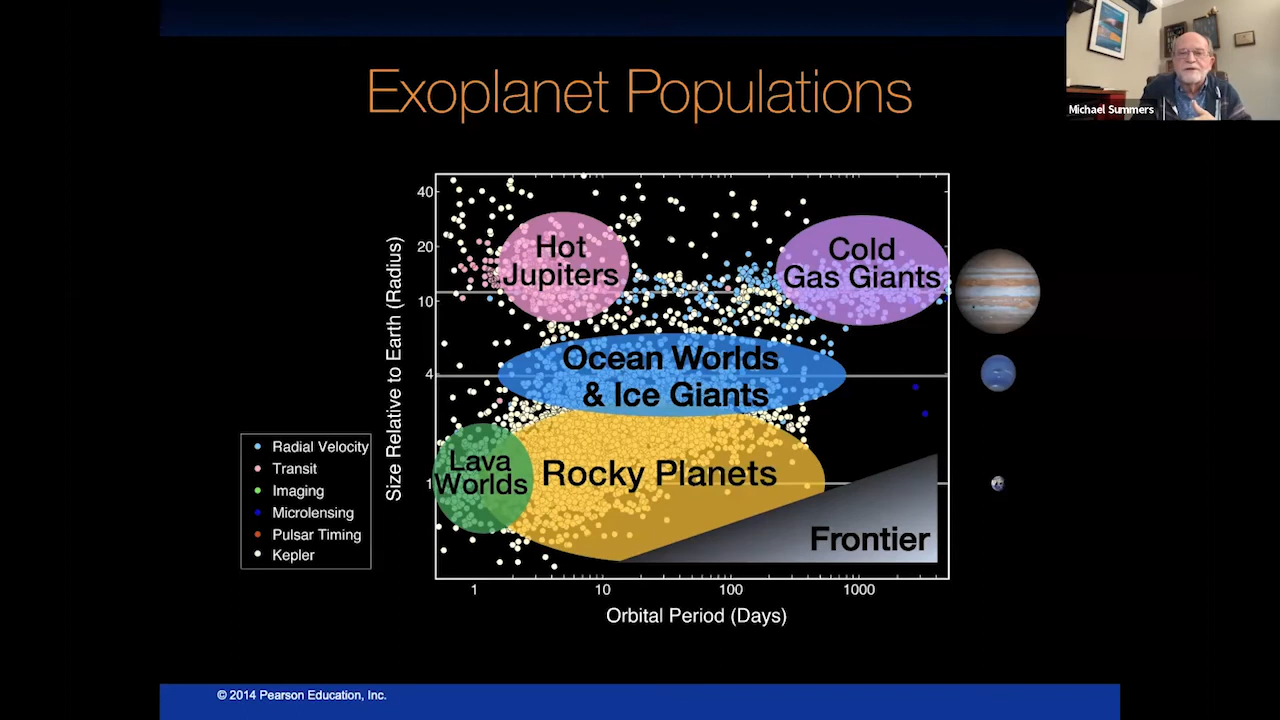 Exoplanet Populations
Michael Summers
Size Relative to Earth (Radius)
40
20
10
4
1
Hot
Jupiters
Cold
Gas Giants
Ocean Worlds
& Ice Giants
Lava
Worlds
Rocky Planets
Frontier
1
10
100
1000
Orbital Period (Days)
Radial Velocity
Transit
Imaging
Microlensing
Pulsar Timing
Kepler
© 2014 Pearson Education, Inc.